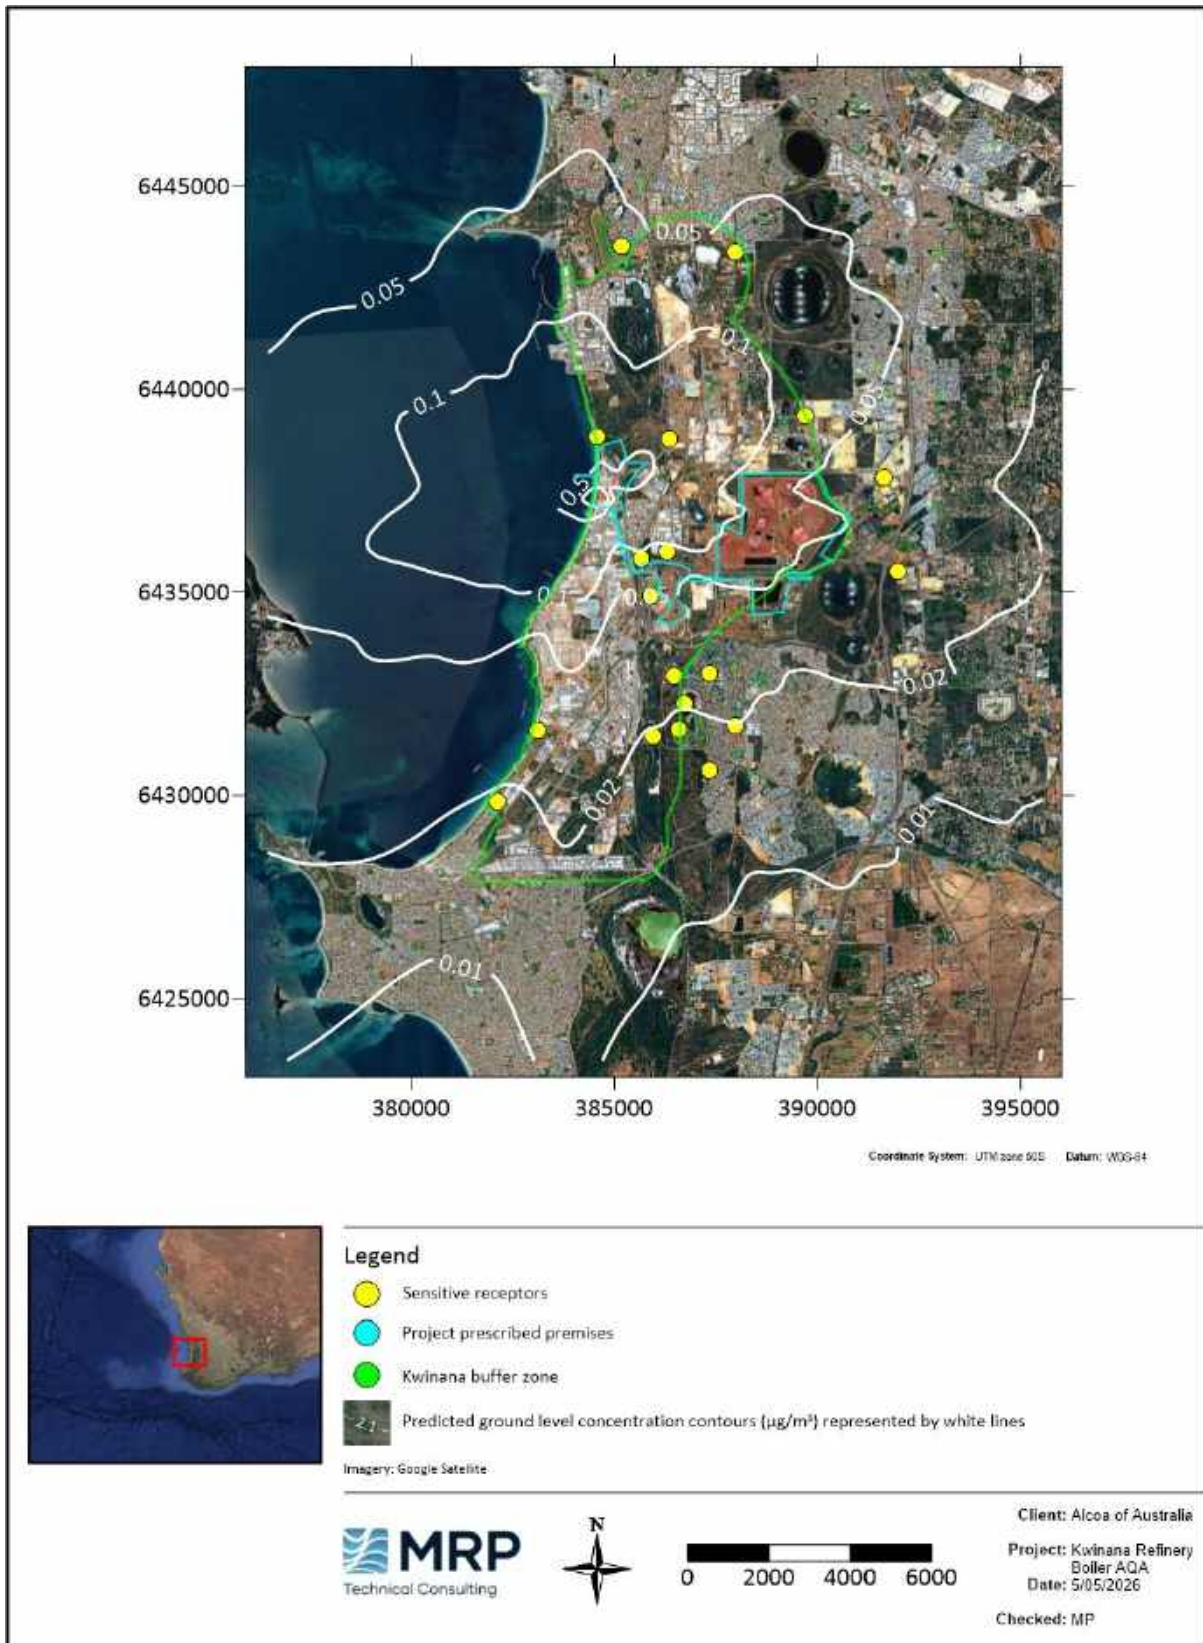 6445000
0.05
0.05
0.1
0.1
0.05
6440000
0.5
6435000
0.1
0.02
6430000
0.02
0.01
0.01
6425000
380000
385000
390000
395000
Coordinate System: UTM zone 50S Datum: WGS-84
Legend
Sensitive receptors
Project prescribed premises
Kwinana buffer zone
2.1
Predicted ground level concentration contours (µg/m³) represented by white lines
Imagery: Google Satellite
MRP
Technical Consulting
N
0 2000 4000 6000
Client: Alcoa of Australia
Project: Kwinana Refinery
Boiler AQA
Date: 5/05/2026
Checked: MP